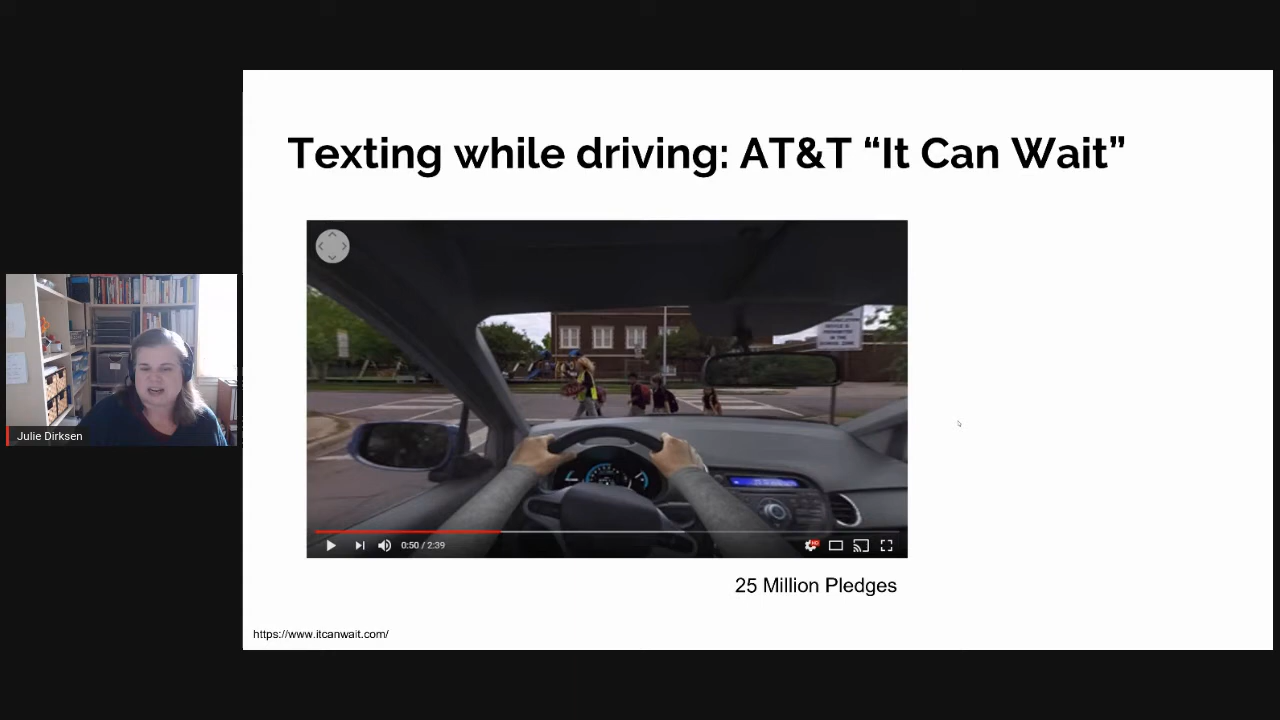 Texting while driving: AT&T “It Can Wait”
Julie Dirksen
0:50 / 2:39
HD
25 Million Pledges
https://www.itcanwait.com/